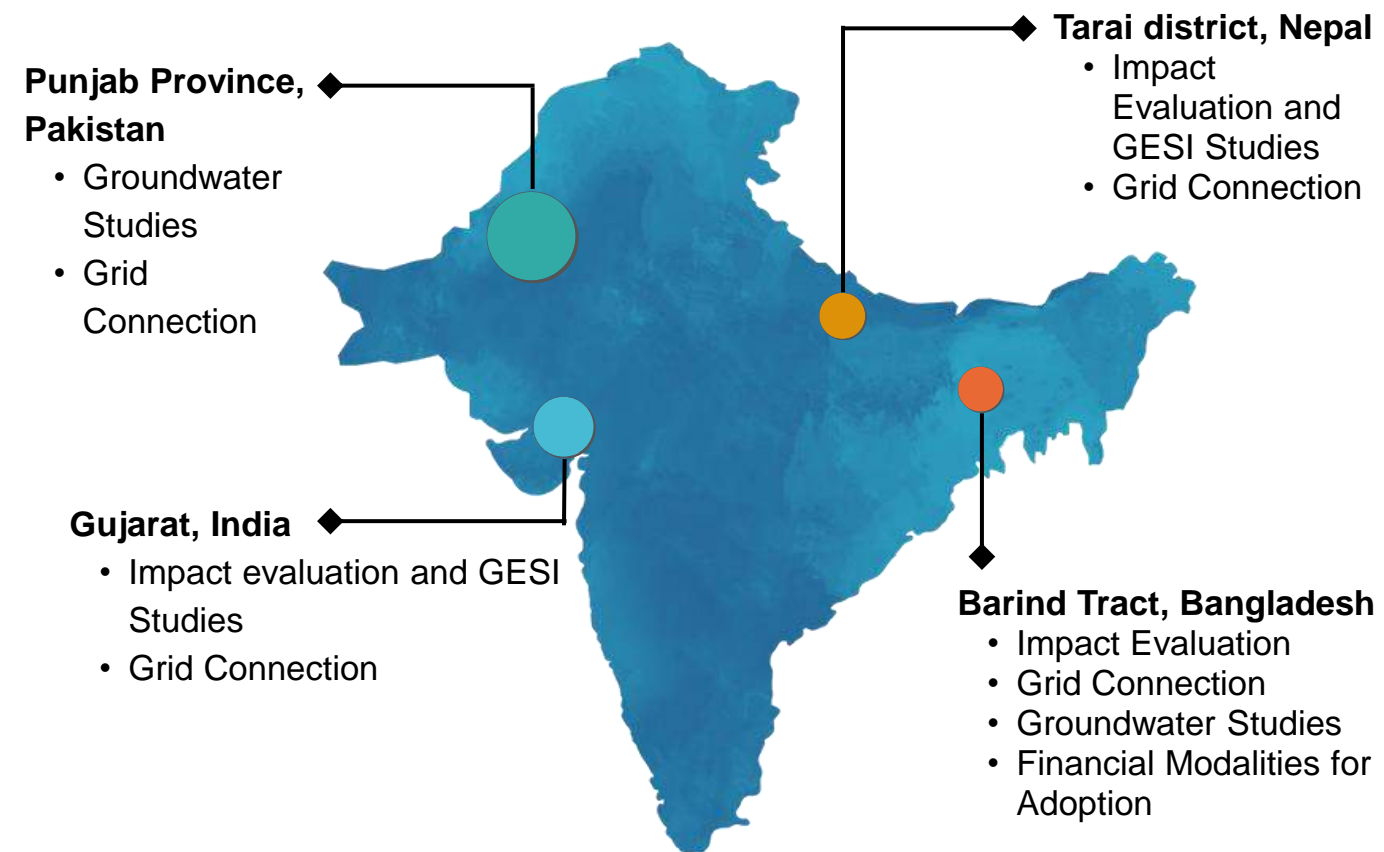 Punjab Province,
Pakistan
• Groundwater
Studies
• Grid
Connection
Tarai district, Nepal
• Impact
Evaluation and
GESI Studies
• Grid Connection
Gujarat, India
• Impact evaluation and GESI
Studies
• Grid Connection
Barind Tract, Bangladesh
• Impact Evaluation
• Grid Connection
• Groundwater Studies
• Financial Modalities for
Adoption